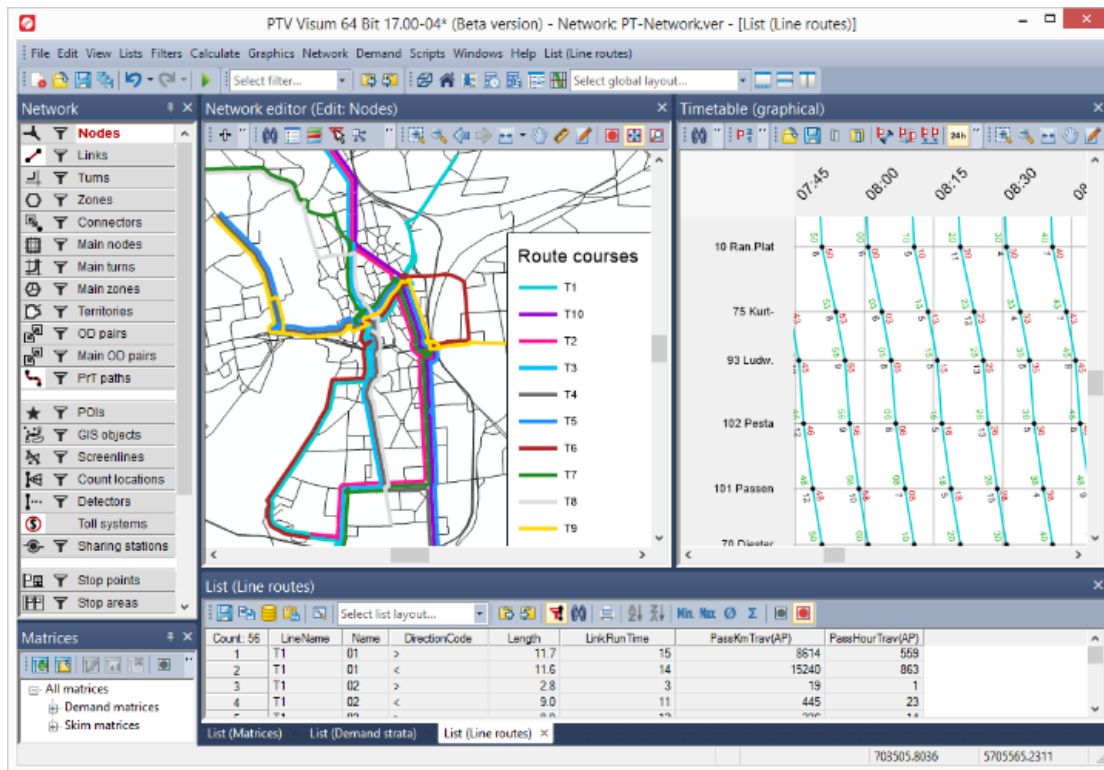 PTV Visum 64 Bit 17.00-04* (Beta version) - Network: PT-Network.ver - [List (Line routes)]
File Edit View Lists Filters Calculate Graphics Network Demand Scripts Windows Help List (Line routes)
Select filter... Select global layout...
Network
Nodes
Links
Turns
Zones
Connectors
Main nodes
Main turns
Main zones
Territories
OD pairs
Main OD pairs
PrT paths
POIs
GIS objects
Screenlines
Count locations
Detectors
Toll systems
Sharing stations
Stop points
Stop areas
Matrices
All matrices
Demand matrices
Skim matrices
Network editor (Edit: Nodes)
Route courses
T1
T10
T2
T3
T4
T5
T6
T7
T8
T9
Timetable (graphical)
24h
07:45 08:00 08:15 08:30
10 Ran.Plat
75 Kurt-
93 Ludw.
102 Pesta
101 Passen
70 Diester
List (Line routes)
Select list layout... Min. Max Ø Σ
Count: 56 LineName Name DirectionCode Length LinkRunTime PassKmTrav(AP) PassHourTrav(AP)
1 T1 01 > 11.7 15 8614 559
2 T1 01 < 11.6 14 15240 863
3 T1 02 > 2.8 3 19 1
4 T1 02 < 9.0 11 445 23
List (Matrices) List (Demand strata) List (Line routes)
703505.8036 5705565.2311